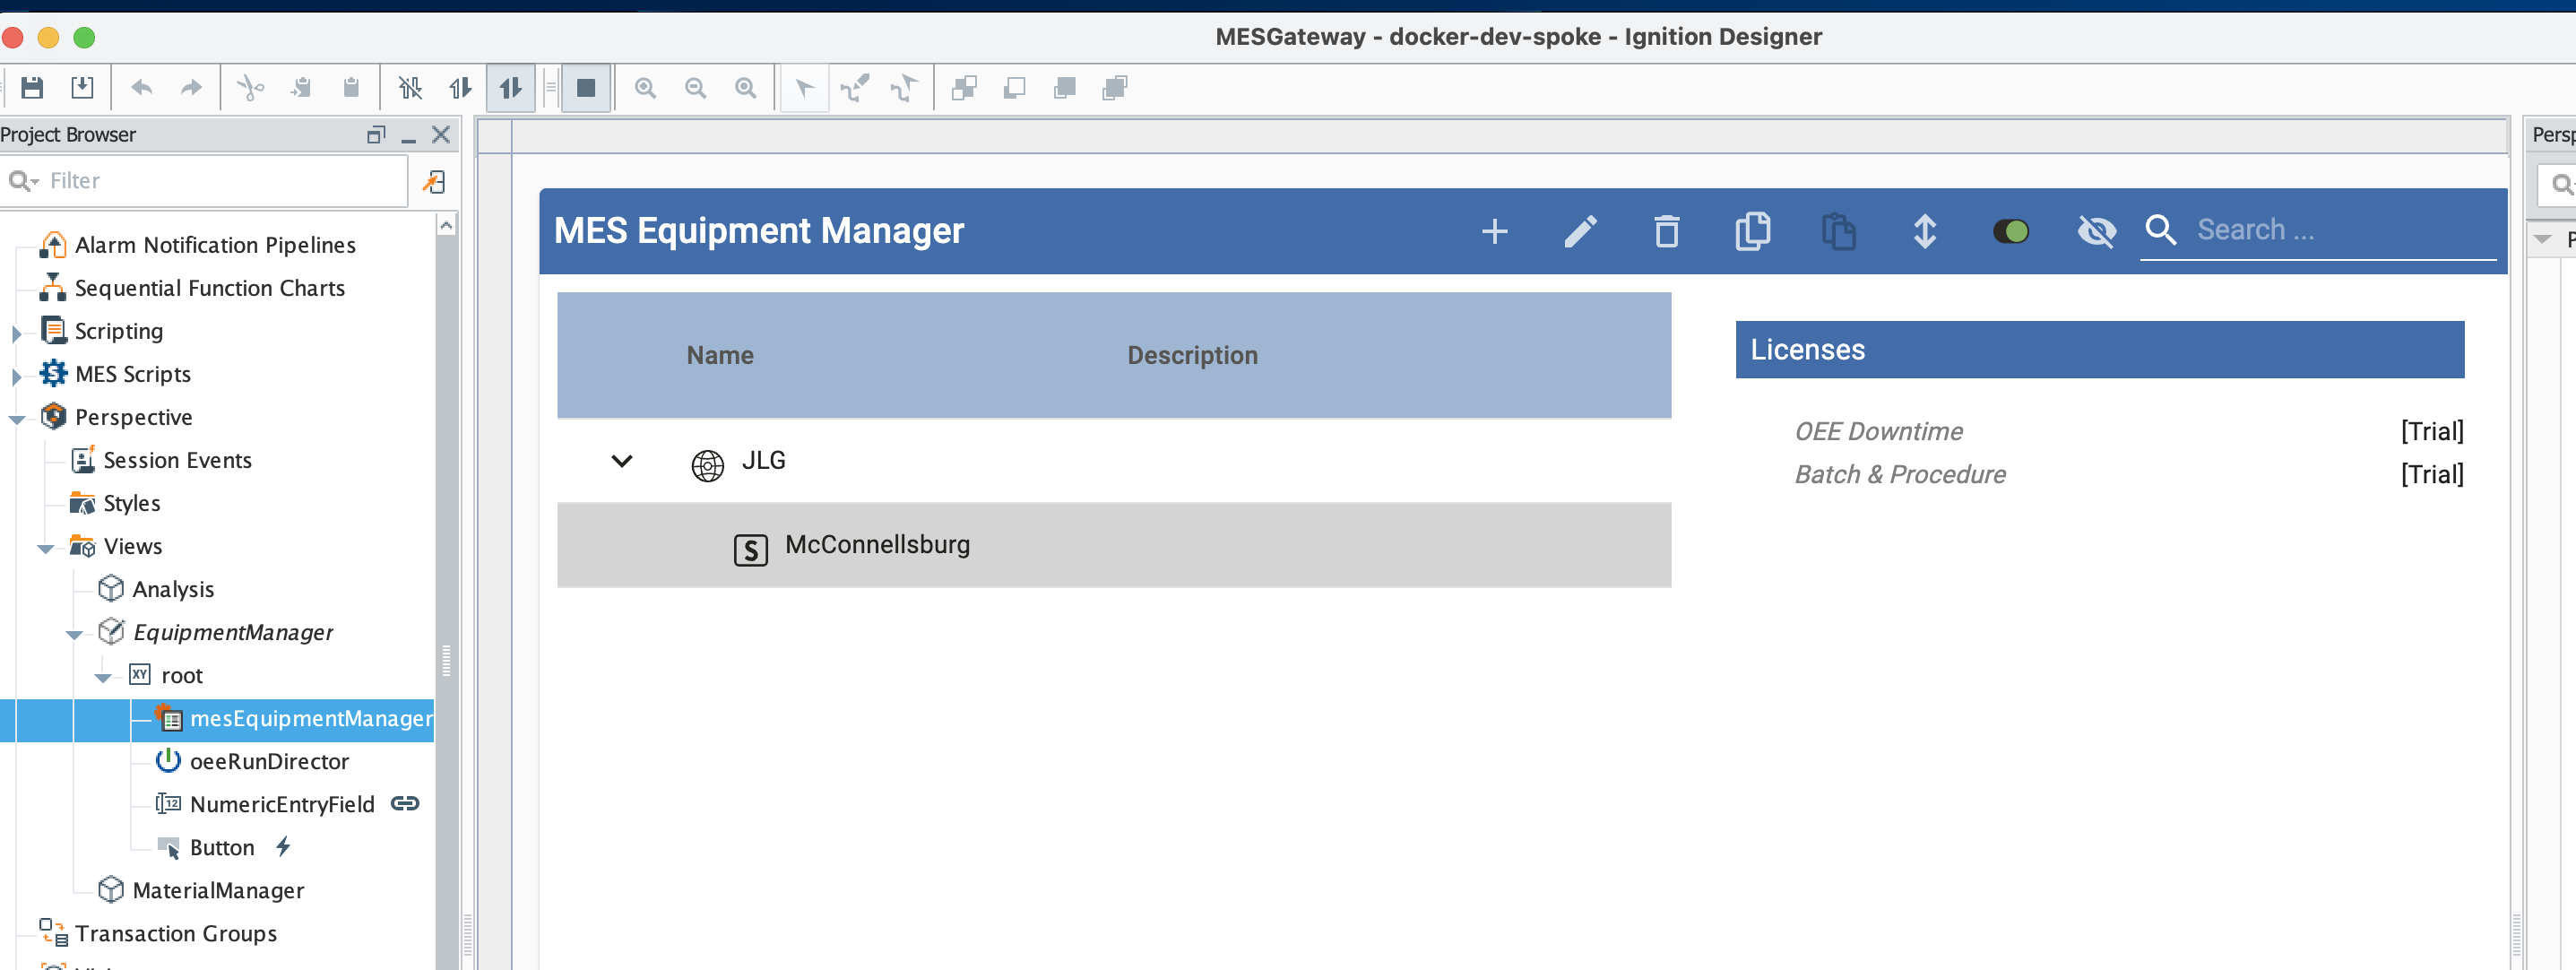 MESGateway - docker-dev-spoke - Ignition Designer
Project Browser
Filter
Alarm Notification Pipelines
Sequential Function Charts
Scripting
MES Scripts
Perspective
Session Events
Styles
Views
Analysis
EquipmentManager
XY root
mesEquipmentManager
oeeRunDirector
12 NumericEntryField
Button
MaterialManager
Transaction Groups
MES Equipment Manager
Search ...
Name Description
JLG
S McConnellsburg
Licenses
OEE Downtime [Trial]
Batch & Procedure [Trial]
Persp
P